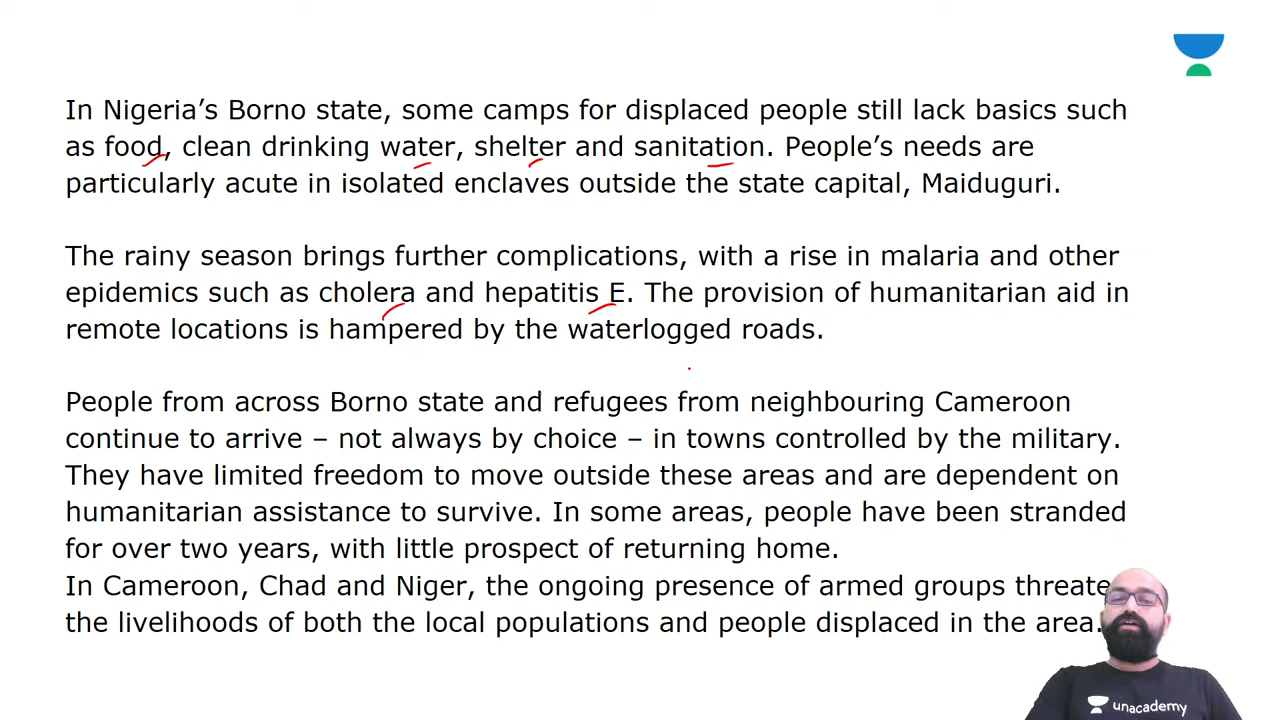 In Nigeria’s Borno state, some camps for displaced people still lack basics such
as food, clean drinking water, shelter and sanitation. People’s needs are
particularly acute in isolated enclaves outside the state capital, Maiduguri.
The rainy season brings further complications, with a rise in malaria and other
epidemics such as cholera and hepatitis E. The provision of humanitarian aid in
remote locations is hampered by the waterlogged roads.
People from across Borno state and refugees from neighbouring Cameroon
continue to arrive – not always by choice – in towns controlled by the military.
They have limited freedom to move outside these areas and are dependent on
humanitarian assistance to survive. In some areas, people have been stranded
for over two years, with little prospect of returning home.
In Cameroon, Chad and Niger, the ongoing presence of armed groups
the livelihoods of both the local populations and people displaced in the area.
unacademy